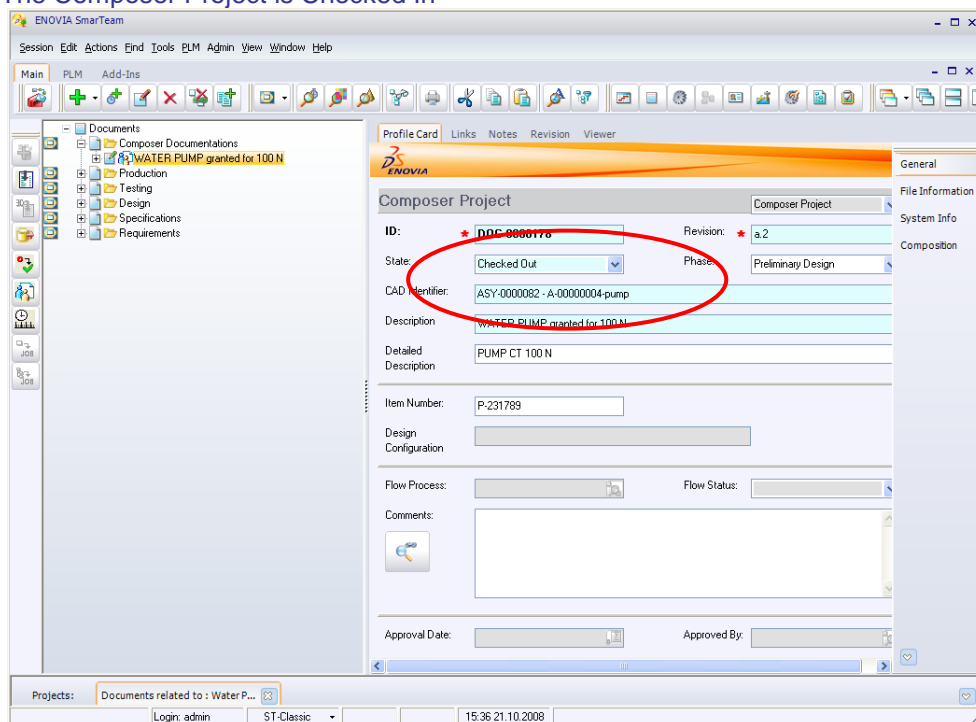 The Composer Project is Checked In
ENOVIA SmarTeam
Session Edit Actions Find Tools PLM Admin View Window Help
Main PLM Add-Ins
Documents
Composer Documentations
WATER PUMP granted for 100 N
Production
Testing
Design
Specifications
Requirements
JOB
JOB
Profile Card Links Notes Revision Viewer
ENOVIA
Composer Project Composer Project
ID: * DOC-0000178 Revision: * a.2
State: Checked Out Phase: Preliminary Design
CAD Identifier: ASY-0000082 - A-00000004-pump
Description WATER PUMP granted for 100 N
Detailed
Description
PUMP CT 100 N
Item Number: P-231789
Design
Configuration
Flow Process: Flow Status:
Comments:
Approval Date: Approved By:
General
File Information
System Info
Composition
Projects: Documents related to : Water P...
Login: admin ST-Classic 15:36 21.10.2008